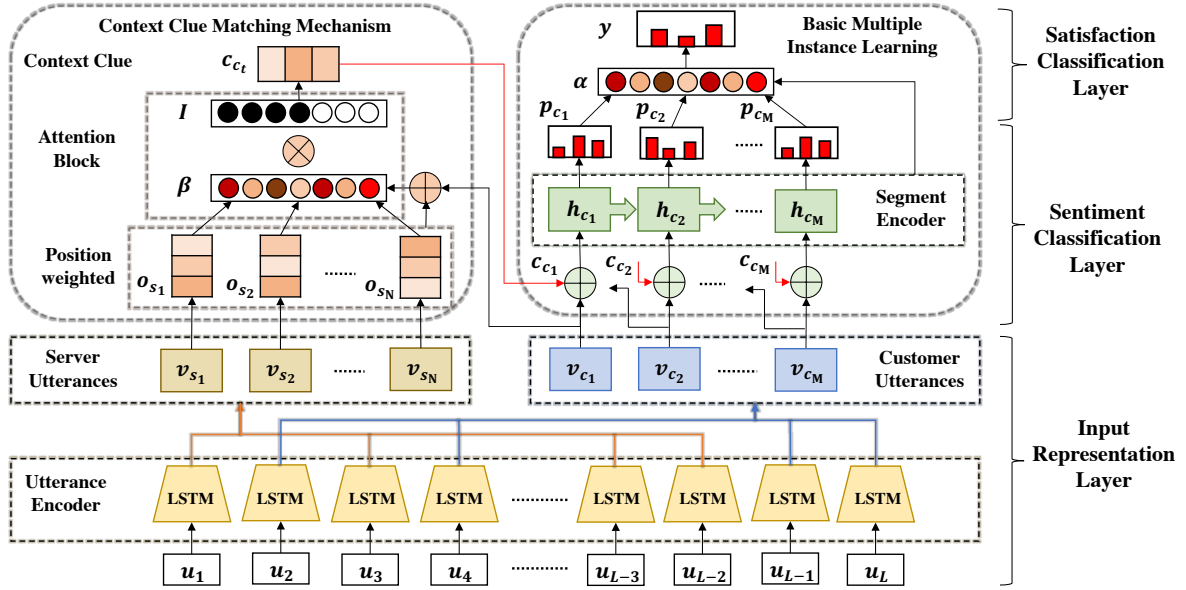 Context Clue Matching Mechanism
Context Clue
c_{c_t}
I
Attention
Block
β
Position
weighted
o_{s_1}
o_{s_2}
......
o_{s_N}
y
Basic Multiple
Instance Learning
α
p_{c_1}
p_{c_2}
p_{c_M}
......
h_{c_1}
h_{c_2}
......
h_{c_M}
Segment
Encoder
c_{c_1}
c_{c_2}
......
c_{c_M}
Satisfaction
Classification
Layer
Sentiment
Classification
Layer
Server
Utterances
v_{s_1}
v_{s_2}
......
v_{s_N}
v_{c_1}
v_{c_2}
......
v_{c_M}
Customer
Utterances
Input
Representation
Layer
Utterance
Encoder
LSTM
LSTM
LSTM
LSTM
..........
LSTM
LSTM
LSTM
LSTM
u_1
u_2
u_3
u_4
..........
u_{L-3}
u_{L-2}
u_{L-1}
u_L